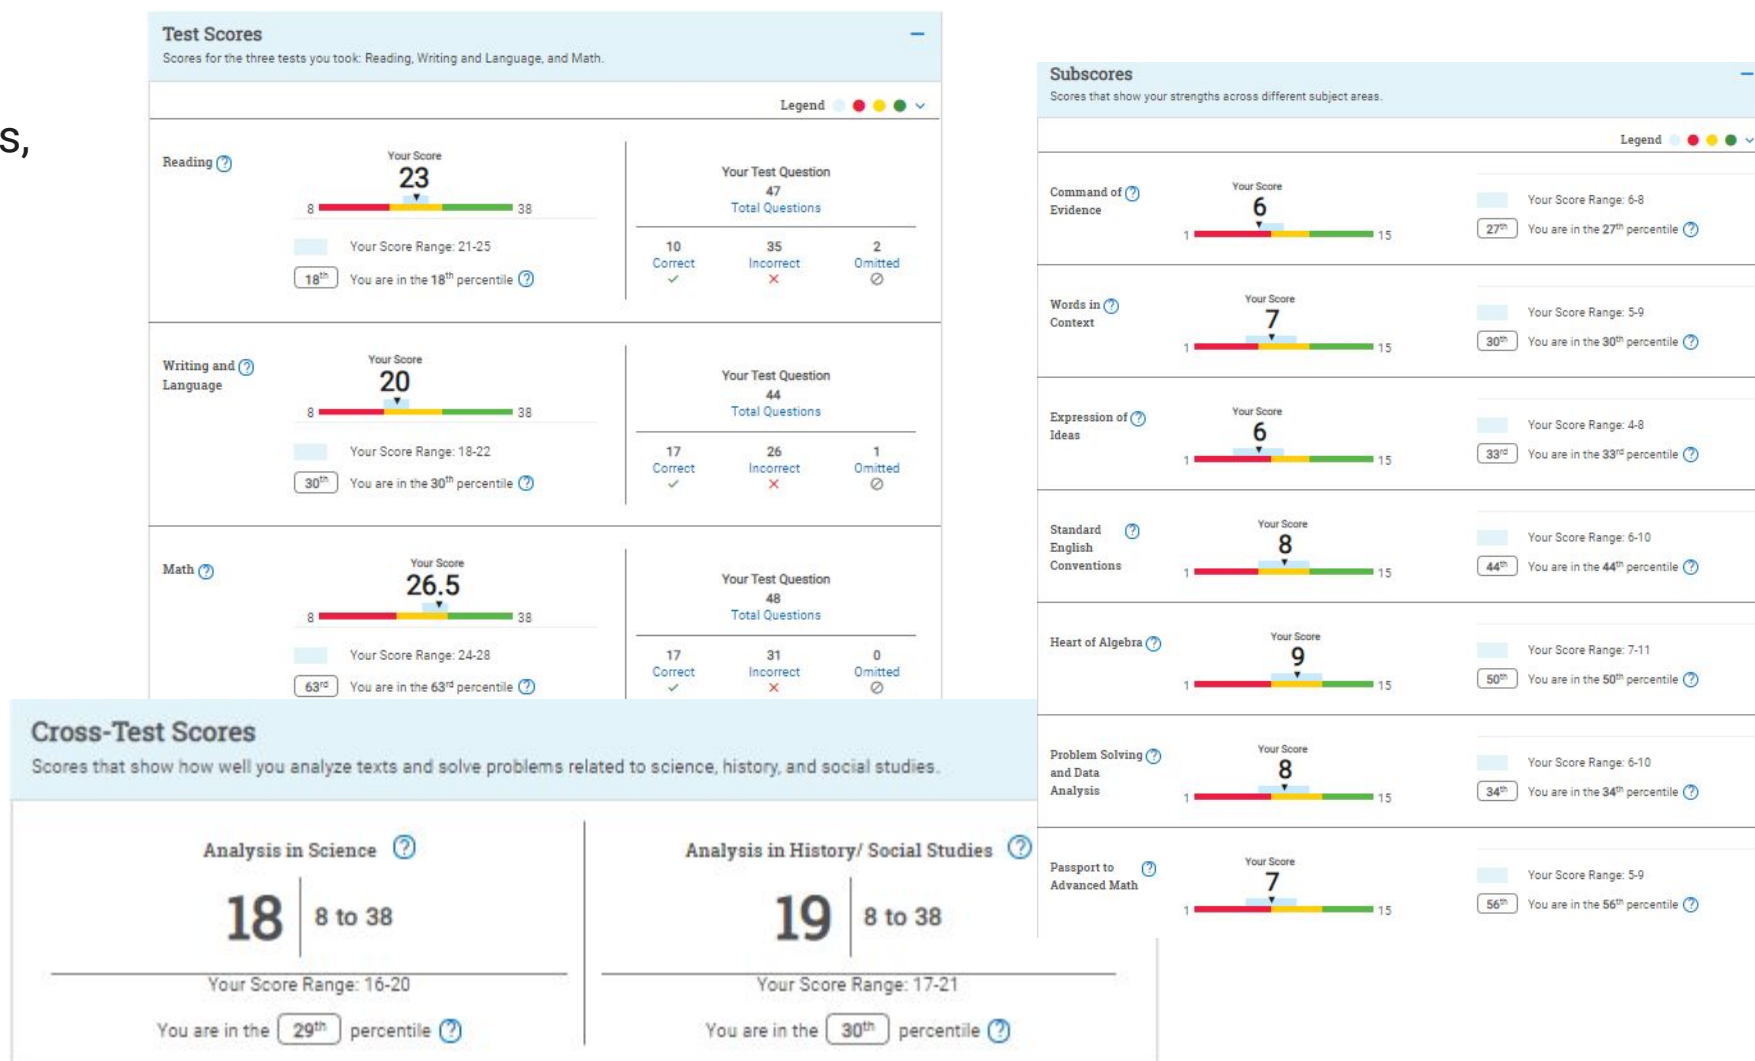 s,
Test Scores
Scores for the three tests you took: Reading, Writing and Language, and Math.
Legend
Reading ?
Your Score
23
8 38
Your Score Range: 21-25
18th You are in the 18th percentile ?
Your Test Question
47
Total Questions
10 35 2
Correct Incorrect Omitted
Writing and ?
Language
Your Score
20
8 38
Your Score Range: 18-22
30th You are in the 30th percentile ?
Your Test Question
44
Total Questions
17 26 1
Correct Incorrect Omitted
Math ?
Your Score
26.5
8 38
Your Score Range: 24-28
63rd You are in the 63rd percentile ?
Your Test Question
48
Total Questions
17 31 0
Correct Incorrect Omitted
Cross-Test Scores
Scores that show how well you analyze texts and solve problems related to science, history, and social studies.
Analysis in Science ?
18 8 to 38
Your Score Range: 16-20
You are in the 29th percentile ?
Analysis in History/ Social Studies ?
19 8 to 38
Your Score Range: 17-21
You are in the 30th percentile ?
Subscores
Scores that show your strengths across different subject areas.
Legend
Command of ?
Evidence
Your Score
6
1 15
Your Score Range: 6-8
27th You are in the 27th percentile ?
Words in ?
Context
Your Score
7
1 15
Your Score Range: 5-9
30th You are in the 30th percentile ?
Expression of ?
Ideas
Your Score
6
1 15
Your Score Range: 4-8
33rd You are in the 33rd percentile ?
Standard ?
English
Conventions
Your Score
8
1 15
Your Score Range: 6-10
44th You are in the 44th percentile ?
Heart of Algebra ?
Your Score
9
1 15
Your Score Range: 7-11
50th You are in the 50th percentile ?
Problem Solving ?
and Data
Analysis
Your Score
8
1 15
Your Score Range: 6-10
34th You are in the 34th percentile ?
Passport to ?
Advanced Math
Your Score
7
1 15
Your Score Range: 5-9
56th You are in the 56th percentile ?